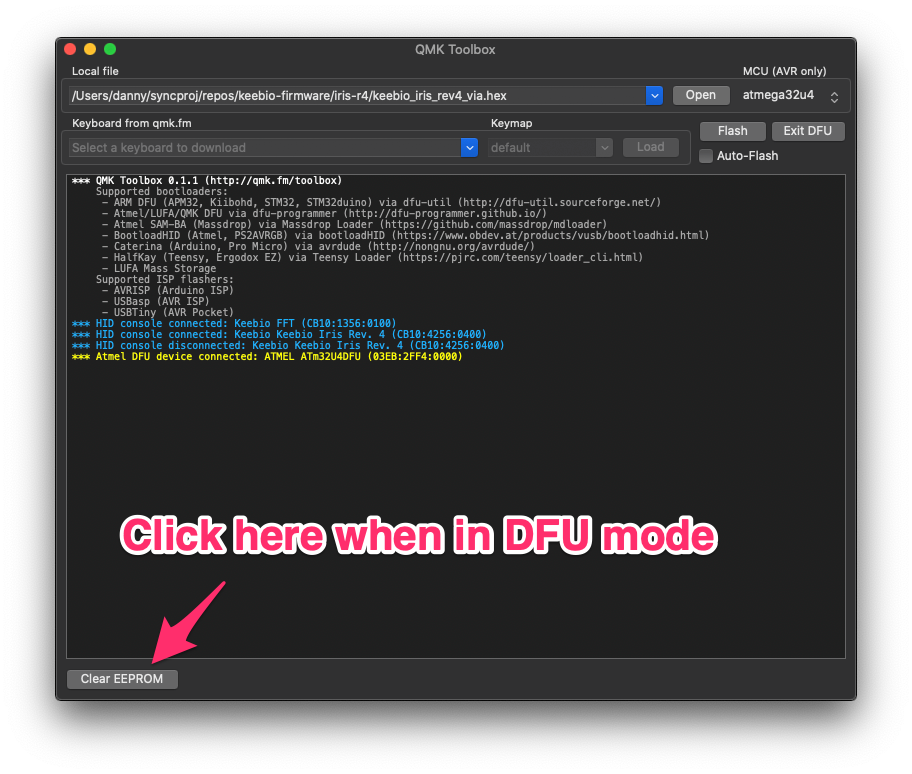 QMK Toolbox
Local file
MCU (AVR only)
/Users/danny/syncproj/repos/keebio-firmware/iris-r4/keebio_iris_rev4_via.hex
Open
atmega32u4
Keyboard from qmk.fm
Keymap
Flash
Exit DFU
Select a keyboard to download
default
Load
Auto-Flash
*** QMK Toolbox 0.1.1 (http://qmk.fm/toolbox)
Supported bootloaders:
- ARM DFU (APM32, Kiibohd, STM32, STM32duino) via dfu-util (http://dfu-util.sourceforge.net/)
- Atmel/LUFA/QMK DFU via dfu-programmer (http://dfu-programmer.github.io/)
- Atmel SAM-BA (Massdrop) via Massdrop Loader (https://github.com/massdrop/mdloader)
- BootloadHID (Atmel, PS2AVRGB) via bootloadHID (https://www.obdev.at/products/vusb/bootloadhid.html)
- Caterina (Arduino, Pro Micro) via avrdude (http://nongnu.org/avrdude/)
- HalfKay (Teensy, Ergodox EZ) via Teensy Loader (https://pjrc.com/teensy/loader_cli.html)
- LUFA Mass Storage
Supported ISP flashers:
- AVRISP (Arduino ISP)
- USBasp (AVR ISP)
- USBTiny (AVR Pocket)
*** HID console connected: Keebio FFT (CB10:1356:0100)
*** HID console connected: Keebio Keebio Iris Rev. 4 (CB10:4256:0400)
*** HID console disconnected: Keebio Keebio Iris Rev. 4 (CB10:4256:0400)
*** Atmel DFU device connected: ATMEL ATm32U4DFU (03EB:2FF4:0000)
Click here when in DFU mode
Clear EEPROM